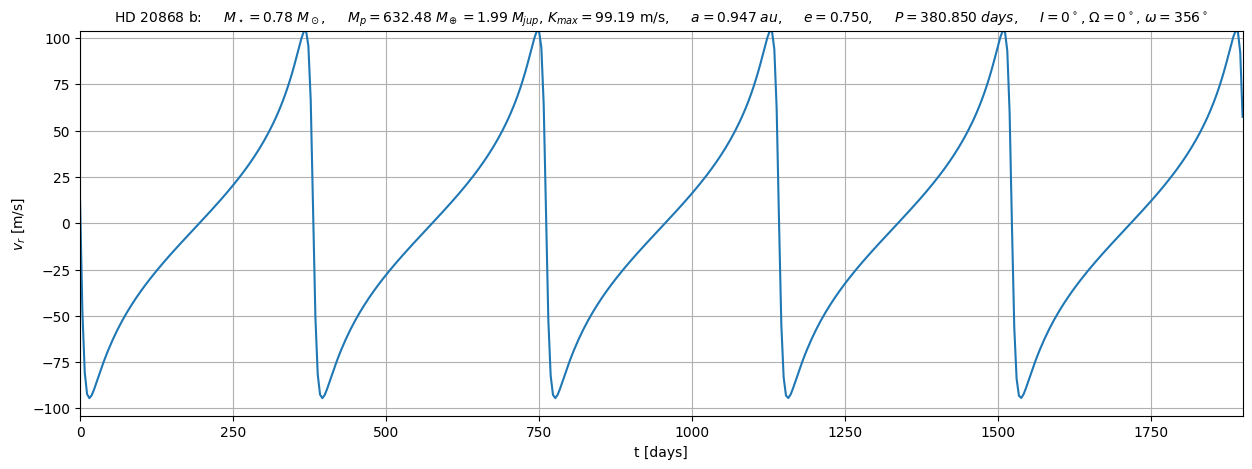 HD 20868 b: M⋆ = 0.78 M⊙, Mp = 632.48 M⊕ = 1.99 Mjup, Kmax = 99.19 m/s, a = 0.947 au, e = 0.750, P = 380.850 days, I = 0°, Ω = 0°, ω = 356°
100
75
50
25
0
−25
−50
−75
−100
vr [m/s]
0 250 500 750 1000 1250 1500 1750
t [days]